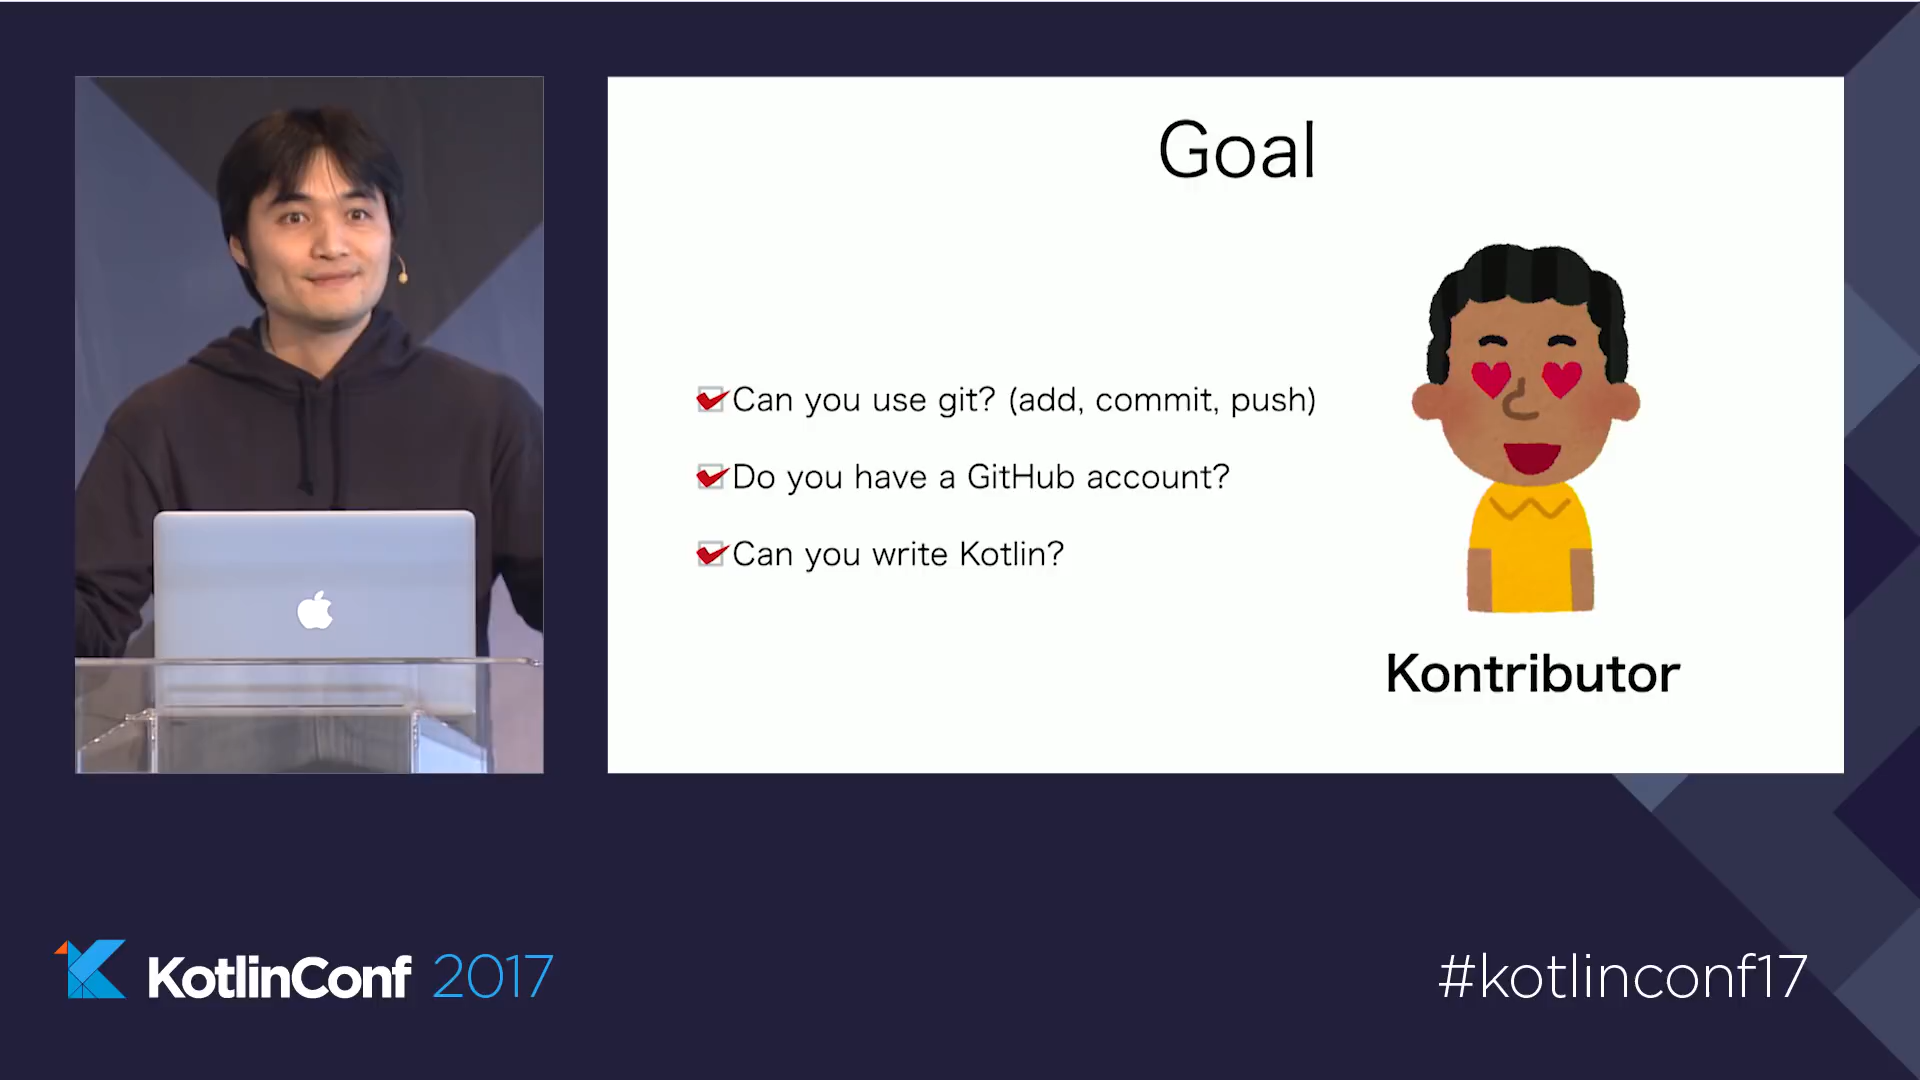 Goal
Can you use git? (add, commit, push)
Do you have a GitHub account?
Can you write Kotlin?
Kontributor
KotlinConf 2017
#kotlinconf17